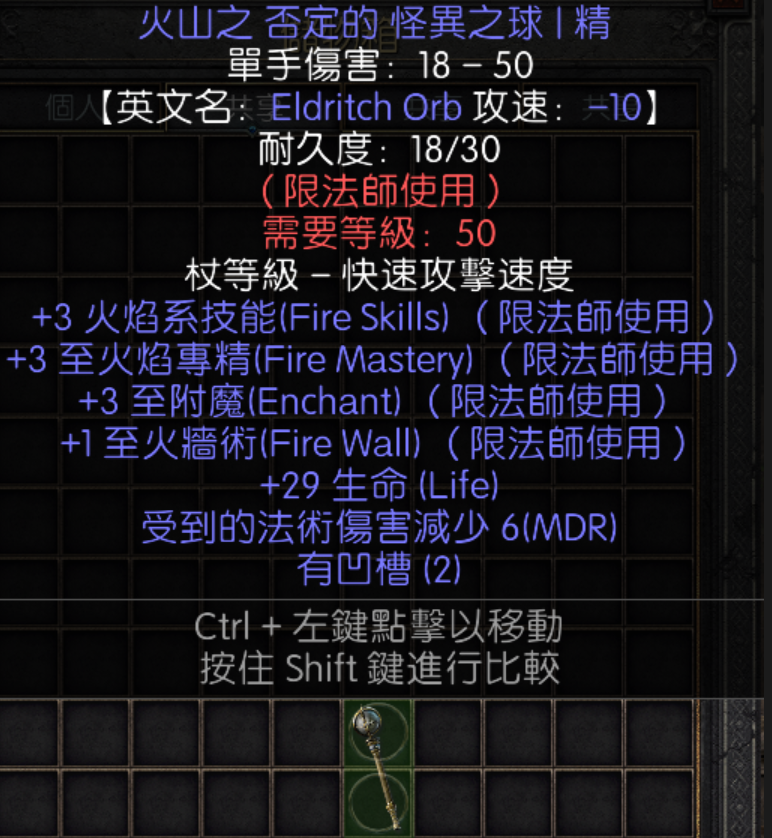 火山之 否定的 怪異之球 | 精
單手傷害: 18 – 50
【英文名: Eldritch Orb 攻速: –10】
耐久度: 18/30
（限法師使用）
需要等級: 50
杖等級 – 快速攻擊速度
+3 火焰系技能(Fire Skills)（限法師使用）
+3 至火焰專精(Fire Mastery)（限法師使用）
+3 至附魔(Enchant)（限法師使用）
+1 至火牆術(Fire Wall)（限法師使用）
+29 生命 (Life)
受到的法術傷害減少 6(MDR)
有凹槽 (2)
Ctrl + 左鍵點擊以移動
按住 Shift 鍵進行比較